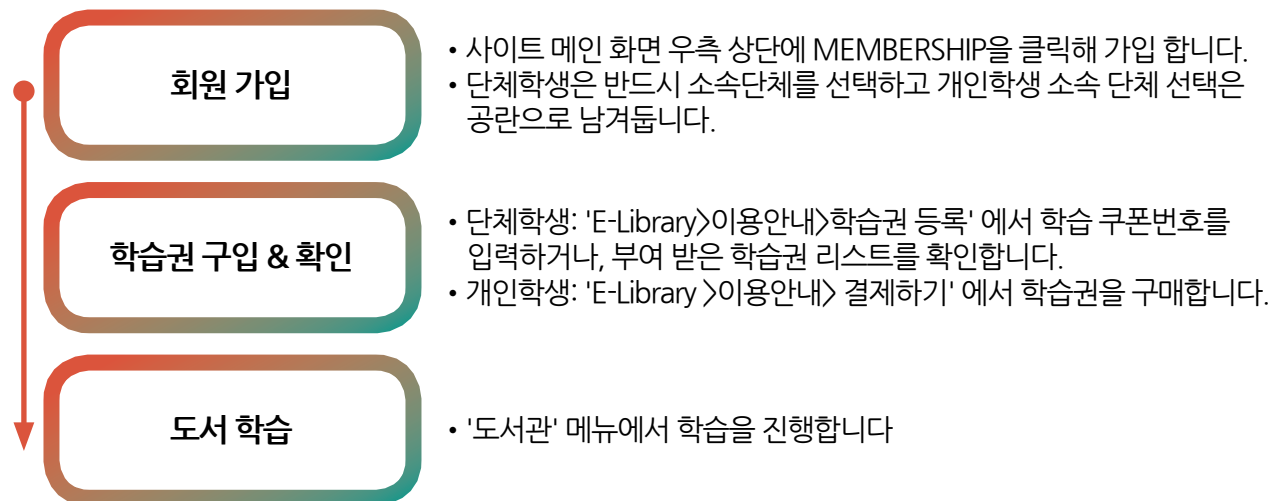 회원 가입
• 사이트 메인 화면 우측 상단에 MEMBERSHIP을 클릭해 가입 합니다.
• 단체학생은 반드시 소속단체를 선택하고 개인학생 소속 단체 선택은
공란으로 남겨둡니다.
학습권 구입 & 확인
• 단체학생: 'E-Library>이용안내>학습권 등록' 에서 학습 쿠폰번호를
입력하거나, 부여 받은 학습권 리스트를 확인합니다.
• 개인학생: 'E-Library >이용안내> 결제하기' 에서 학습권을 구매합니다.
도서 학습
• '도서관' 메뉴에서 학습을 진행합니다